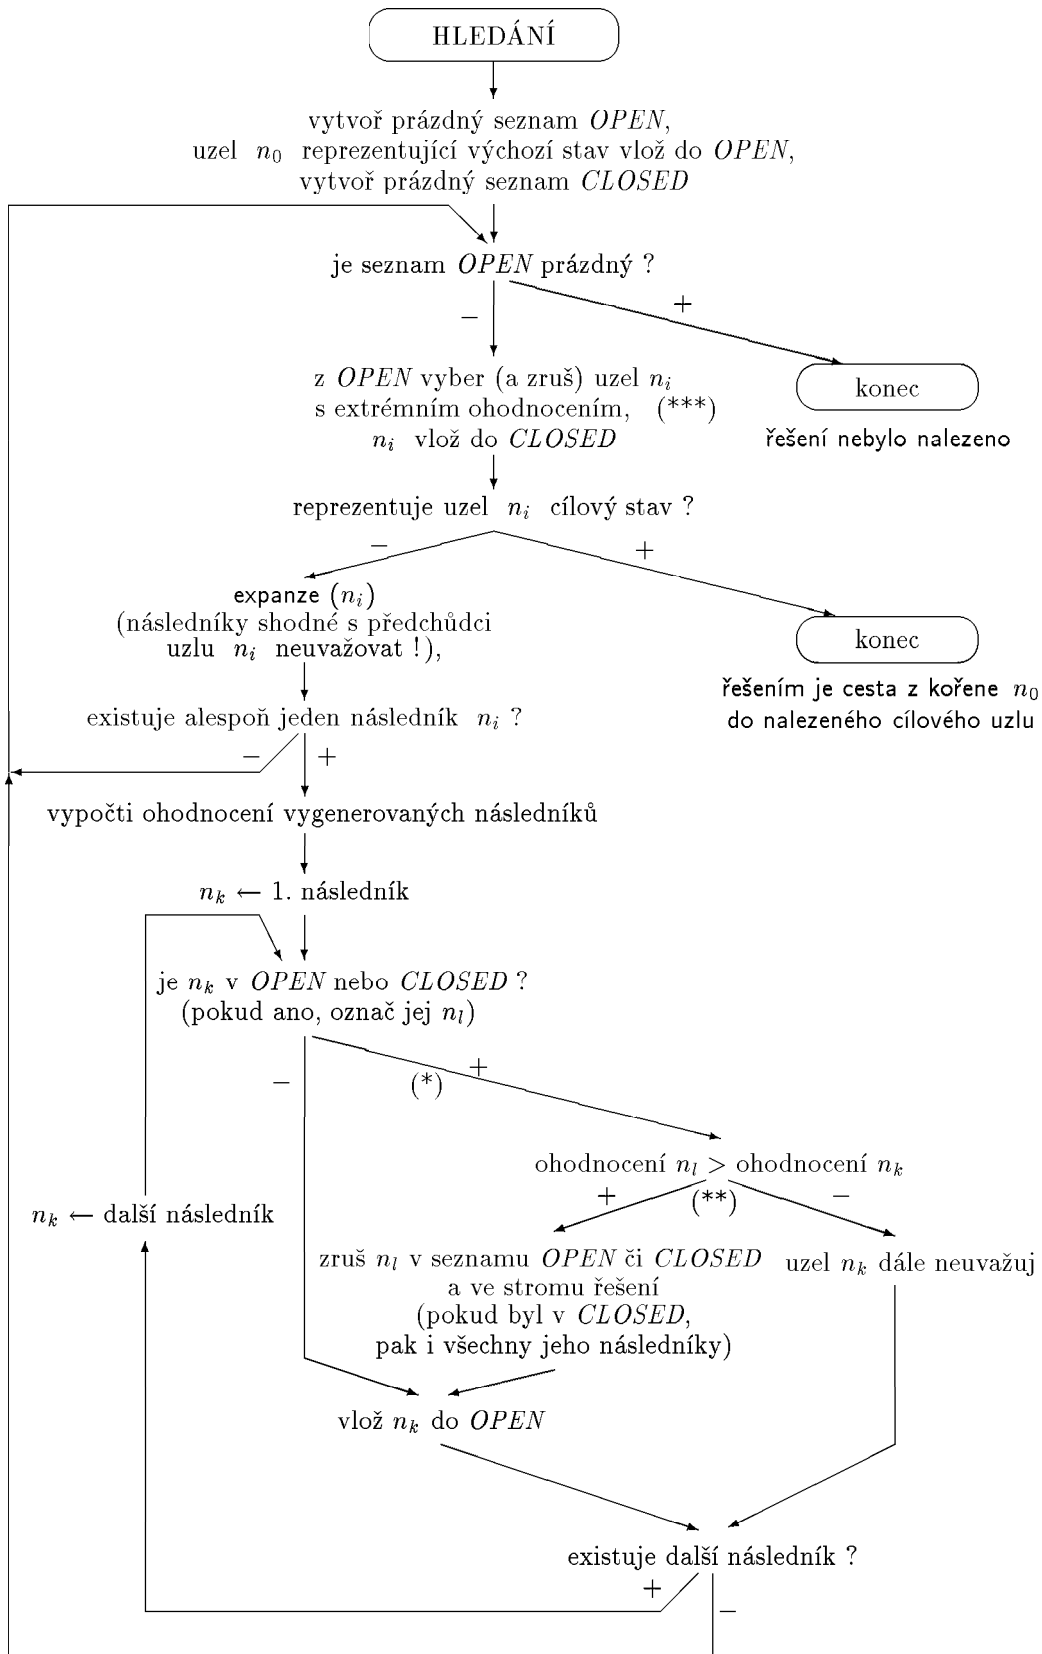 HLEDÁNÍ
vytvoř prázdný seznam OPEN,
uzel n₀ reprezentující výchozí stav vlož do OPEN,
vytvoř prázdný seznam CLOSED
je seznam OPEN prázdný ?
+
−
z OPEN vyber (a zruš) uzel nᵢ
s extrémním ohodnocením, (***)
nᵢ vlož do CLOSED
konec
řešení nebylo nalezeno
reprezentuje uzel nᵢ cílový stav ?
−
+
expanze (nᵢ)
(následníky shodné s předchůdci
uzlu nᵢ neuvažovat !),
konec
řešením je cesta z kořene n₀
do nalezeného cílového uzlu
existuje alespoň jeden následník nᵢ ?
−
+
vypočti ohodnocení vygenerovaných následníků
nₖ ← 1. následník
je nₖ v OPEN nebo CLOSED ?
(pokud ano, označ jej nₗ)
−
(*)
+
ohodnocení nₗ > ohodnocení nₖ
+
(**)
−
nₖ ← další následník
zruš nₗ v seznamu OPEN či CLOSED
a ve stromu řešení
(pokud byl v CLOSED,
pak i všechny jeho následníky)
uzel nₖ dále neuvažuj
vlož nₖ do OPEN
existuje další následník ?
+
−